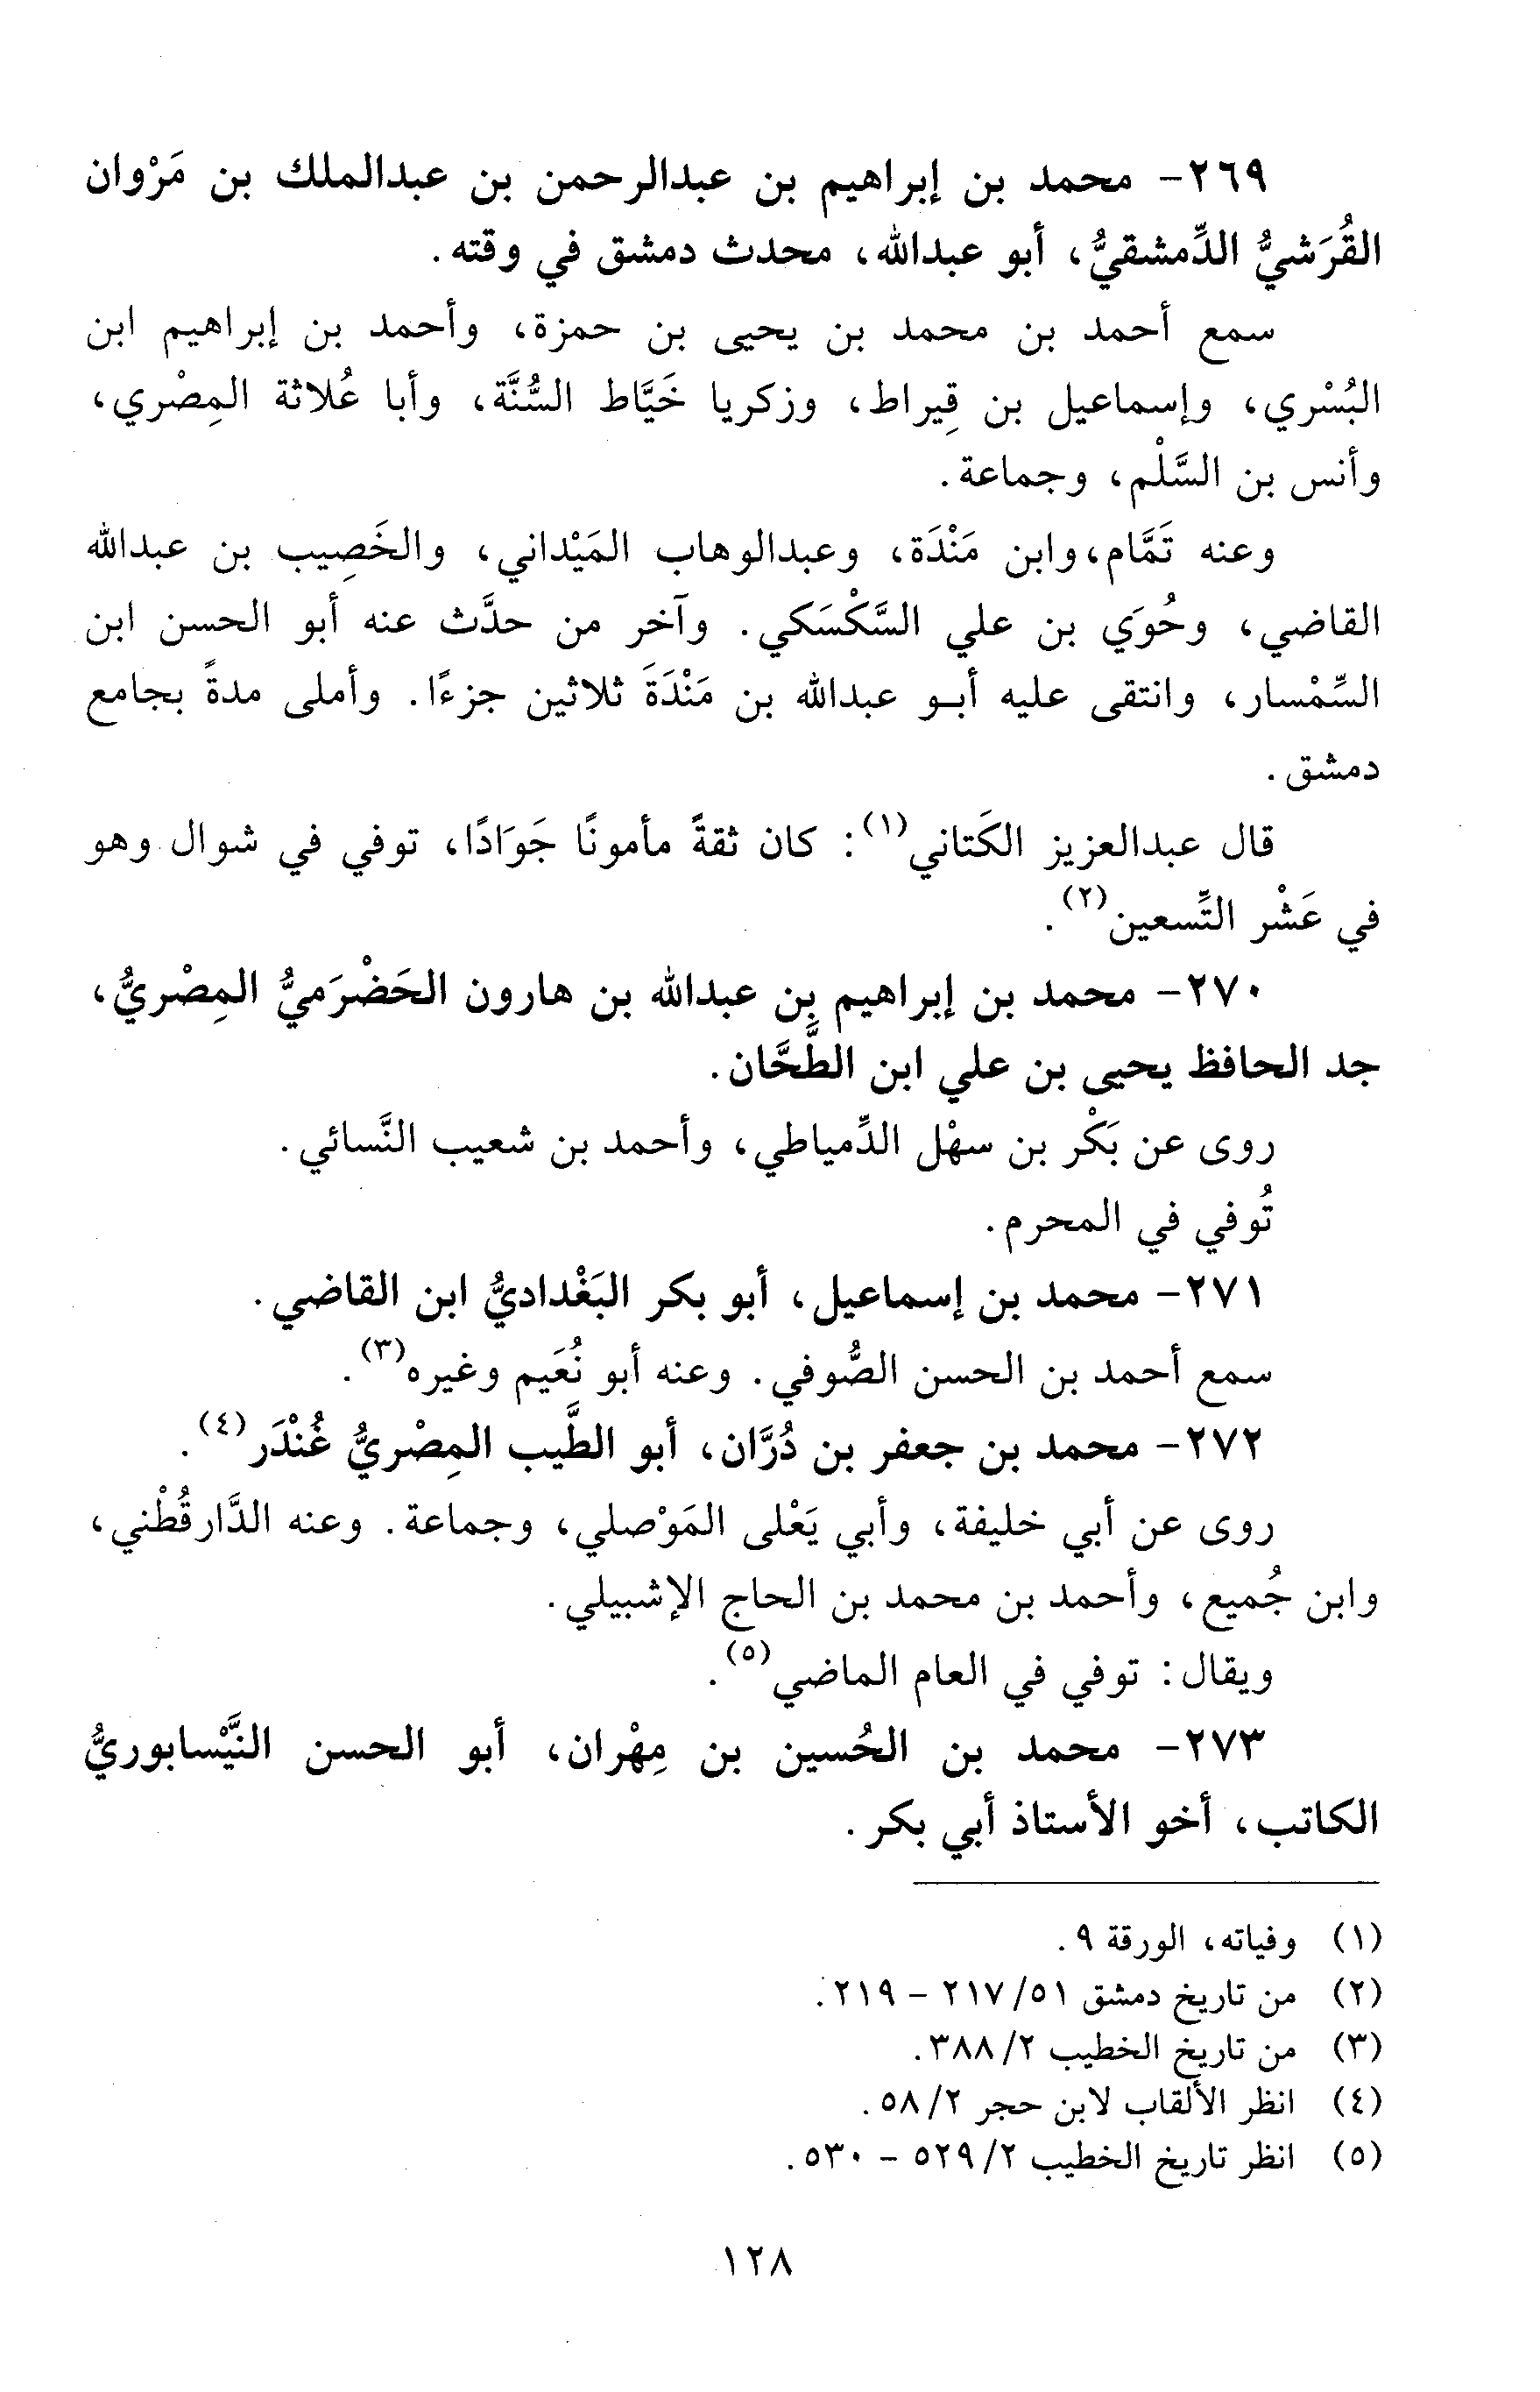 ٢٦٩- محمد بن إبراهيم بن عبدالرحمن بن عبدالملك بن مَرْوان
القُرَشيُّ الدِّمشقيُّ، أبو عبدالله، محدث دمشق في وقته.
سمع أحمد بن محمد بن يحيى بن حمزة، وأحمد بن إبراهيم ابن
البُسْري، وإسماعيل بن قِيراط، وزكريا خَيَّاط السُّنَّة، وأبا عُلاثة المِصْري،
وأنس بن السَّلْم، وجماعة.
وعنه تَمَّام، وابن مَنْدَة، وعبدالوهاب المَيْداني، والخَصِيب بن عبدالله
القاضي، وحُوَي بن علي السَّكْسَكي. وآخر من حدَّث عنه أبو الحسن ابن
السِّمْسار، وانتقى عليه أبو عبدالله بن مَنْدَةَ ثلاثين جزءًا. وأملى مدةً بجامع
دمشق.
قال عبدالعزيز الكَتاني(١): كان ثقةً مأمونًا جَوَادًا، توفي في شوال وهو
في عَشْر التِّسعين(٢).
٢٧٠- محمد بن إبراهيم بن عبدالله بن هارون الحَضْرَميُّ المِصْريُّ،
جد الحافظ يحيى بن علي ابن الطَّحَّان.
روى عن بَكْر بن سهْل الدِّمياطي، وأحمد بن شعيب النَّسائي.
تُوفي في المحرم.
٢٧١- محمد بن إسماعيل، أبو بكر البَغْداديُّ ابن القاضي.
سمع أحمد بن الحسن الصُّوفي. وعنه أبو نُعَيم وغيره(٣).
٢٧٢- محمد بن جعفر بن دُرَّان، أبو الطَّيب المِصْريُّ غُنْدَر(٤).
روى عن أبي خليفة، وأبي يَعْلى المَوْصلي، وجماعة. وعنه الدَّارقُطْني،
وابن جُميع، وأحمد بن محمد بن الحاج الإشبيلي.
ويقال: توفي في العام الماضي(٥).
٢٧٣- محمد بن الحُسين بن مِهْران، أبو الحسن النَّيْسابوريُّ
الكاتب، أخو الأستاذ أبي بكر.
(١) وفياته، الورقة ٩.
(٢) من تاريخ دمشق ٥١/ ٢١٧ - ٢١٩.
(٣) من تاريخ الخطيب ٢/ ٣٨٨.
(٤) انظر الألقاب لابن حجر ٢/ ٥٨.
(٥) انظر تاريخ الخطيب ٢/ ٥٢٩ - ٥٣٠.
١٢٨